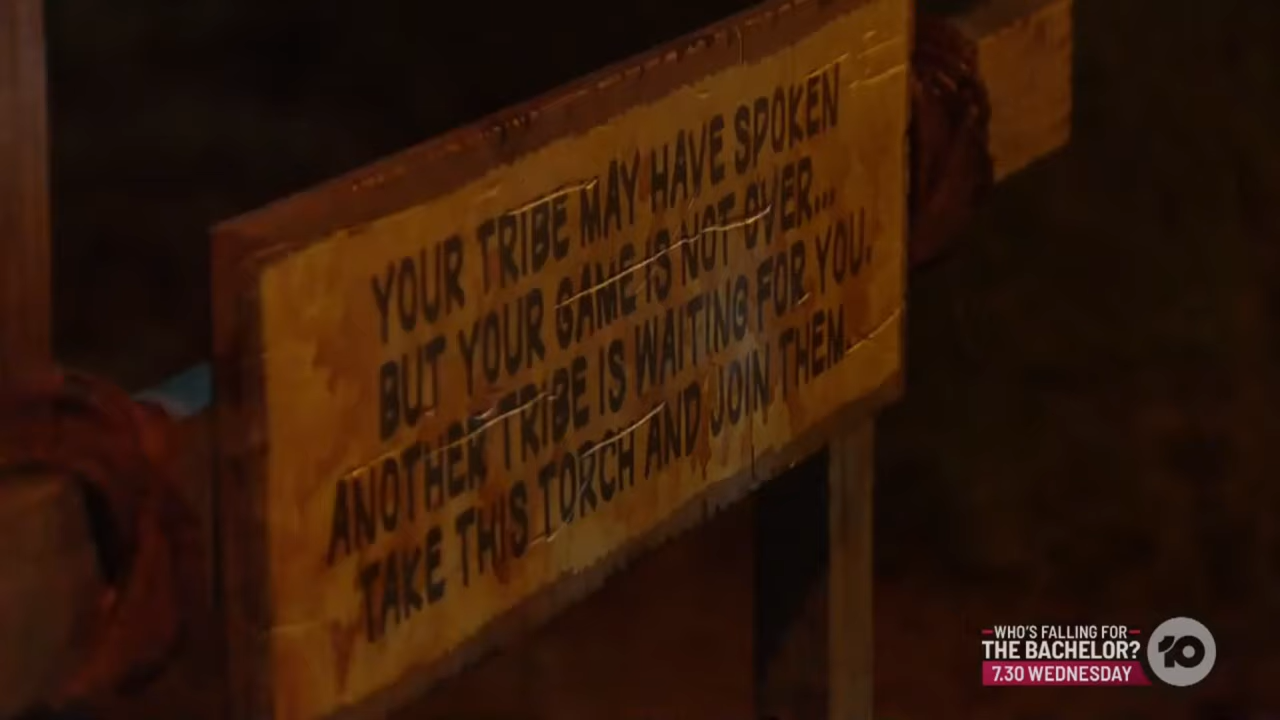 YOUR TRIBE MAY HAVE SPOKEN
BUT YOUR GAME IS NOT OVER...
ANOTHER TRIBE IS WAITING FOR YOU.
TAKE THIS TORCH AND JOIN THEM.
WHO'S FALLING FOR
THE BACHELOR?
7.30 WEDNESDAY
10